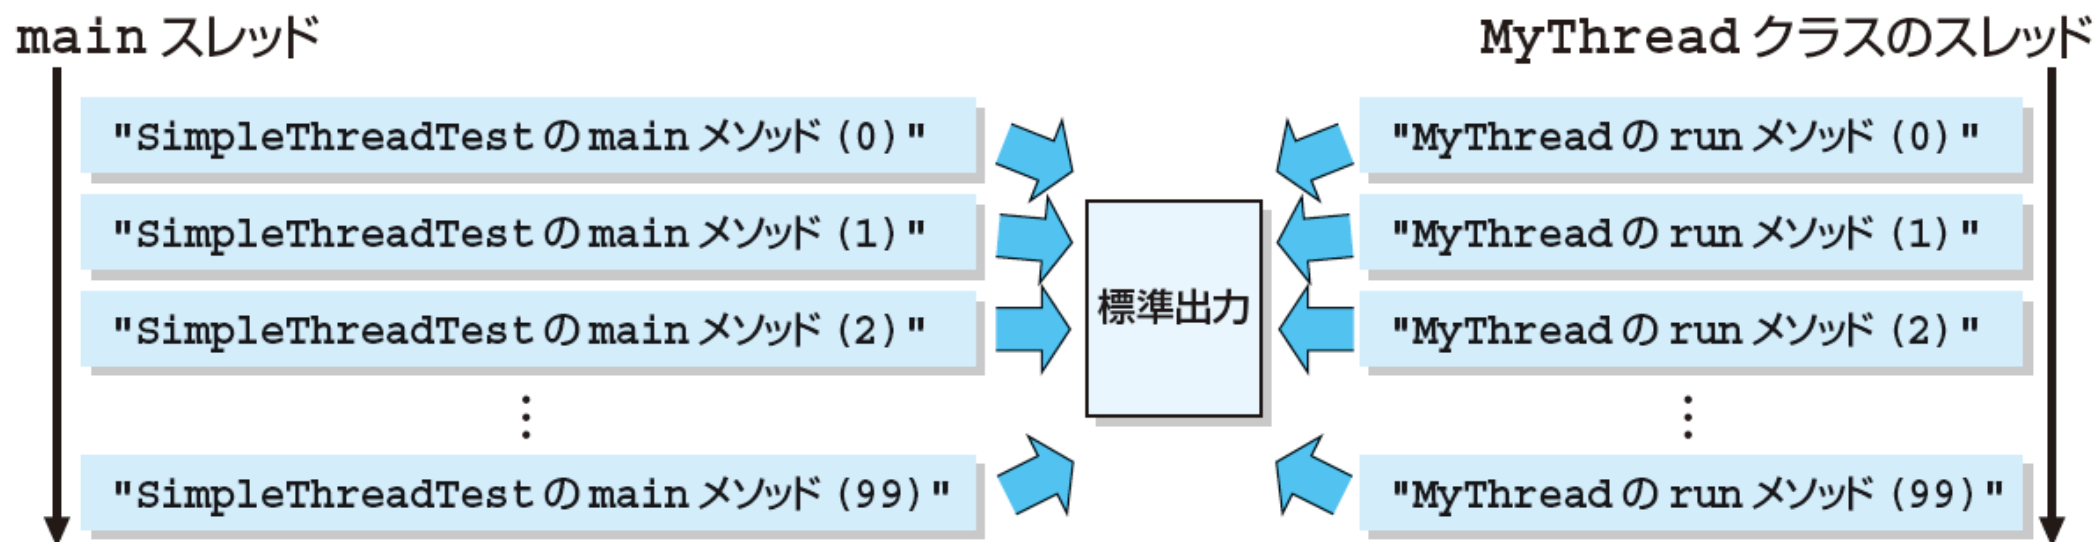 main スレッド
MyThread クラスのスレッド
"SimpleThreadTest の main メソッド (0)"
"SimpleThreadTest の main メソッド (1)"
"SimpleThreadTest の main メソッド (2)"
⋮
"SimpleThreadTest の main メソッド (99)"
標準出力
"MyThread の run メソッド (0)"
"MyThread の run メソッド (1)"
"MyThread の run メソッド (2)"
⋮
"MyThread の run メソッド (99)"